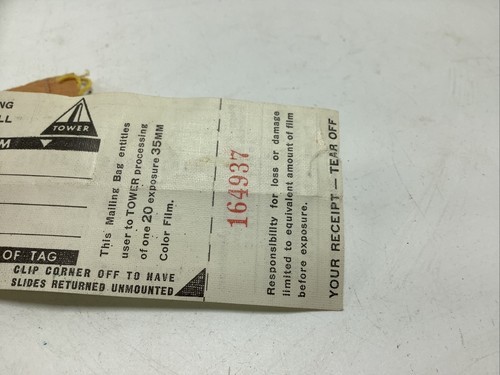 NG
LL
TOWER
M
OF TAG
CLIP CORNER OFF TO HAVE
SLIDES RETURNED UNMOUNTED
This Mailing Bag entitles
user to TOWER processing
of one 20 exposure 35MM
Color Film.
164937
Responsibility for loss or damage
limited to equivalent amount of film
before exposure.
YOUR RECEIPT — TEAR OFF